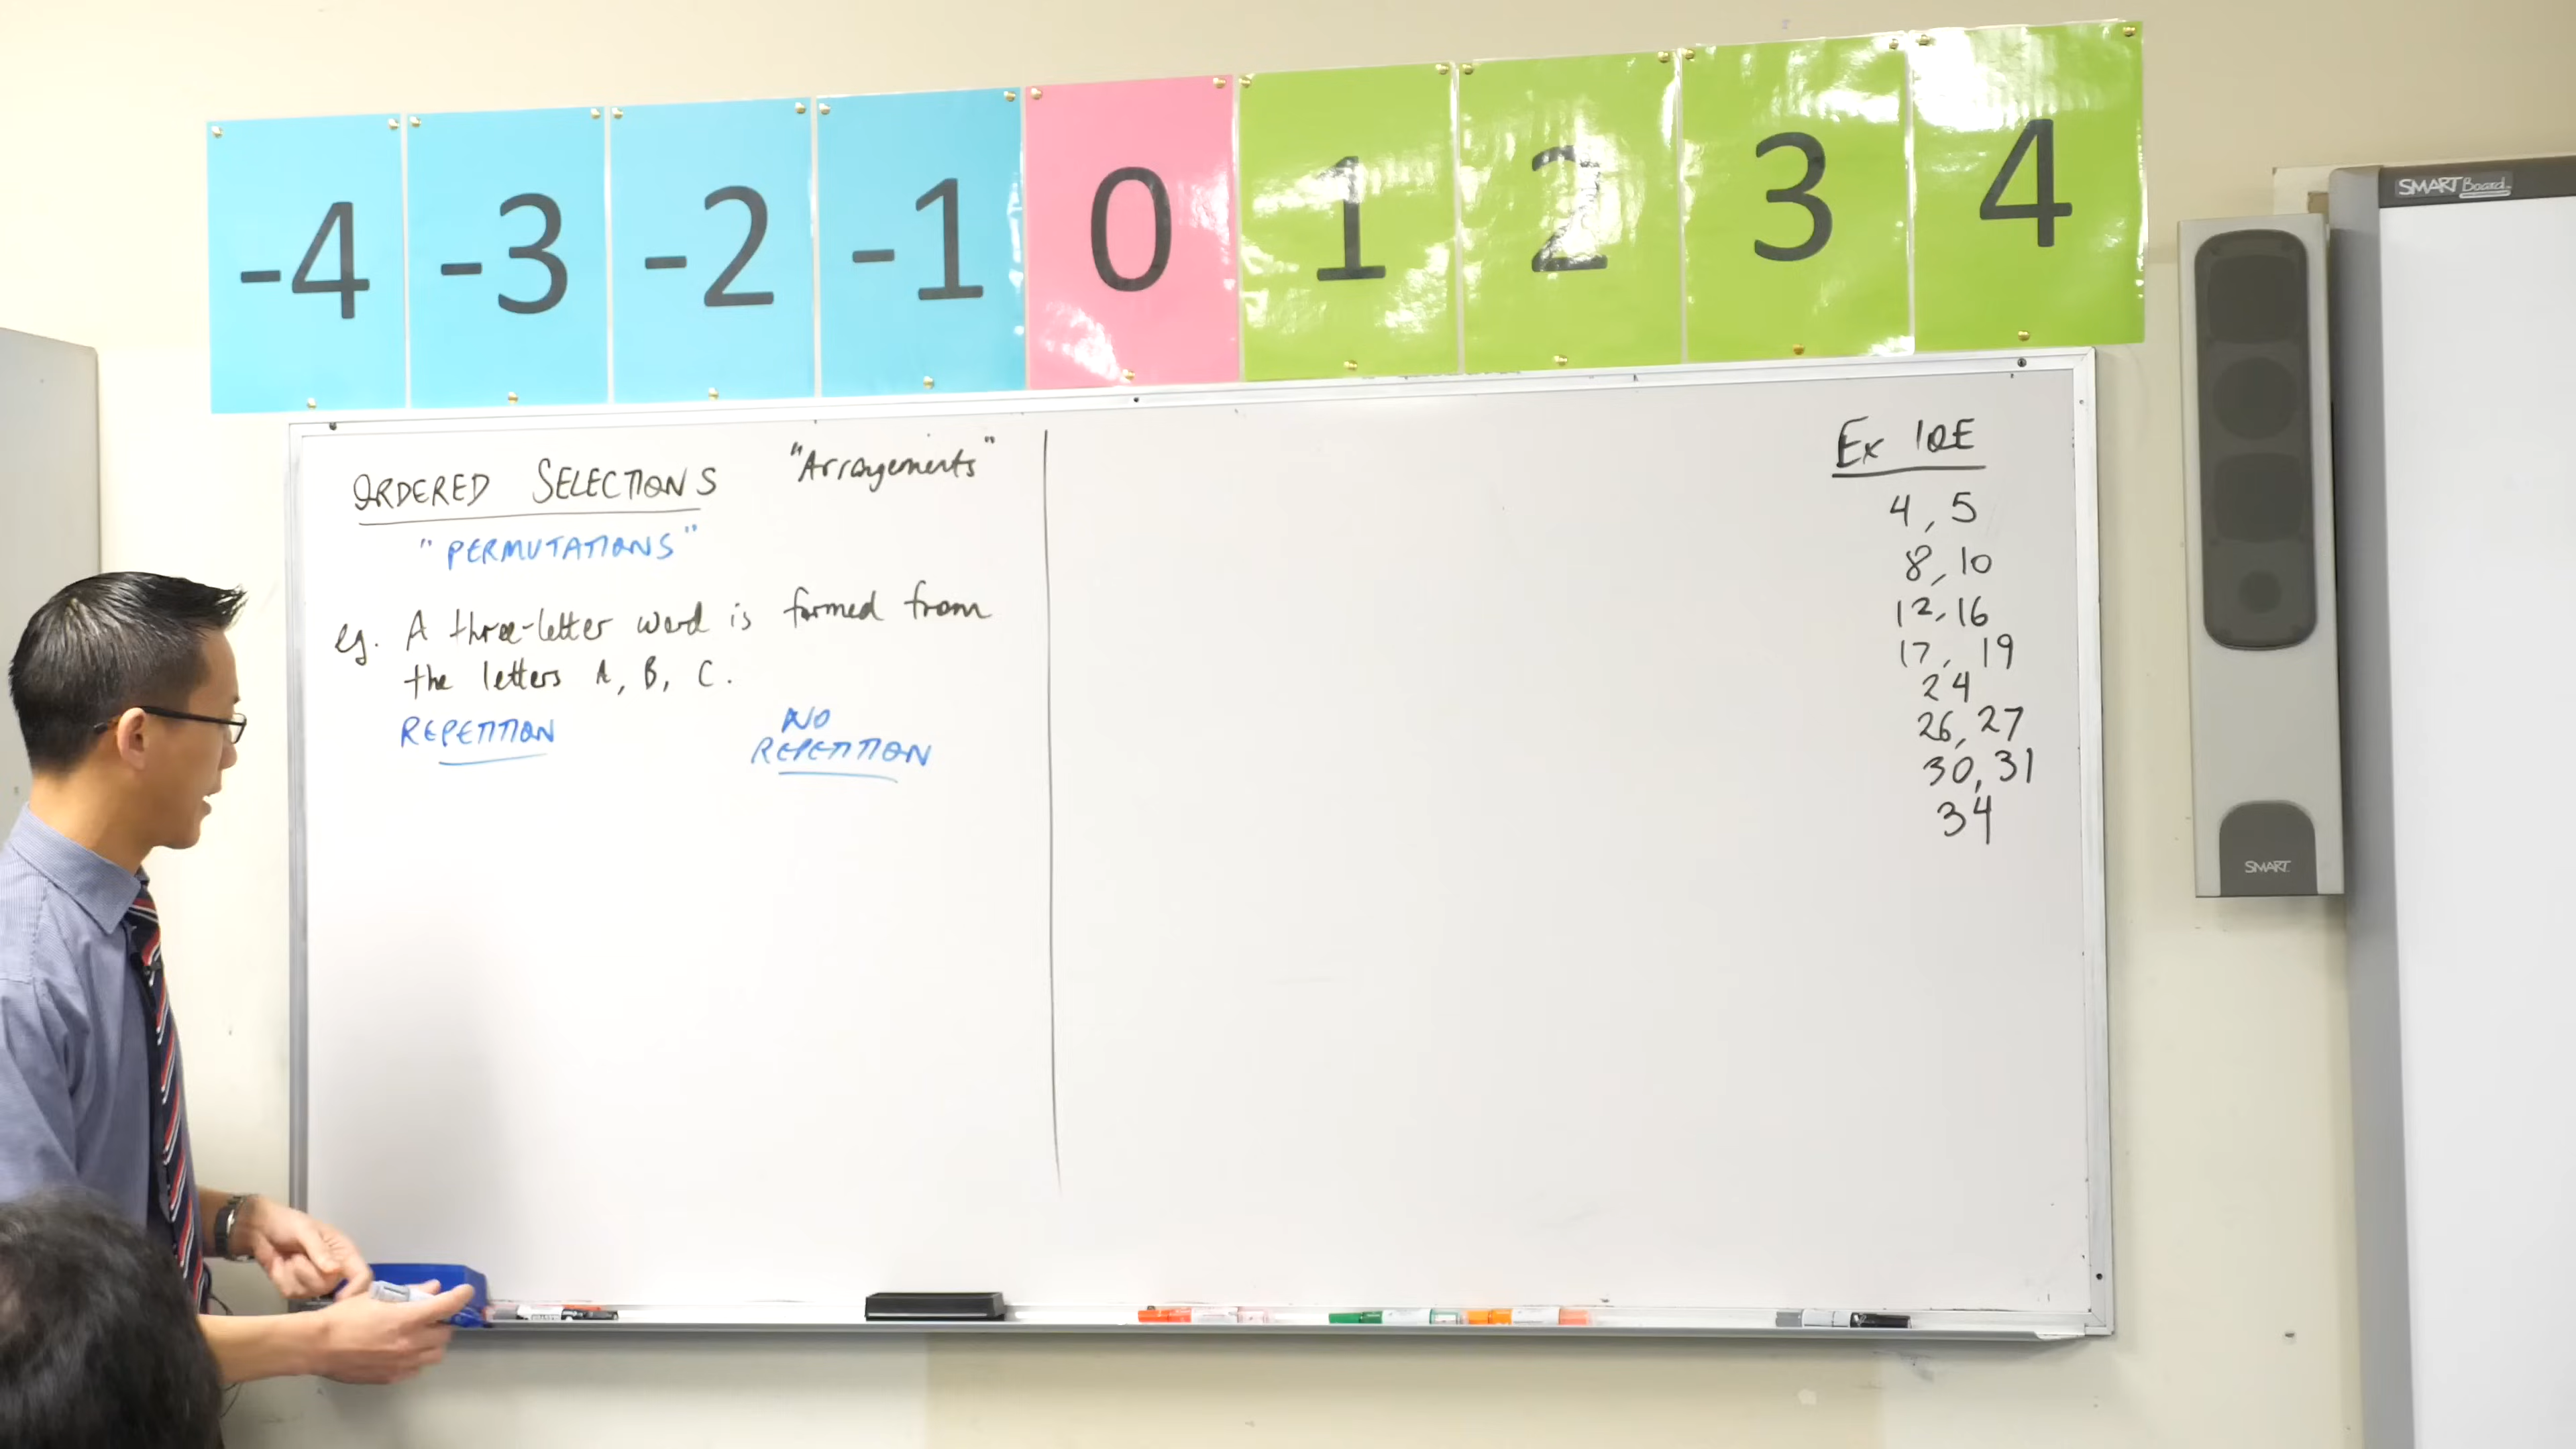 -4 -3 -2 -1 0 1 2 3 4
SMART Board
ORDERED SELECTIONS "Arrangements"
"PERMUTATIONS"
eg. A three-letter word is formed from
the letters A, B, C.
REPETITION
NO
REPETITION
Ex 10E
4, 5
8, 10
12, 16
17, 19
24
26, 27
30, 31
34
SMART